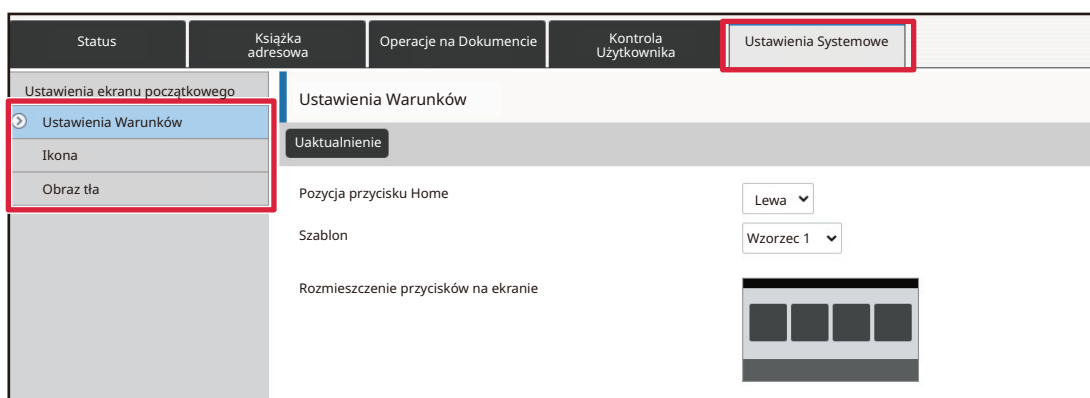 Status
Książka
adresowa
Operacje na Dokumencie
Kontrola
Użytkownika
Ustawienia Systemowe
Ustawienia ekranu początkowego
Ustawienia Warunków
Ikona
Obraz tła
Ustawienia Warunków
Uaktualnienie
Pozycja przycisku Home
Lewa
Szablon
Wzorzec 1
Rozmieszczenie przycisków na ekranie